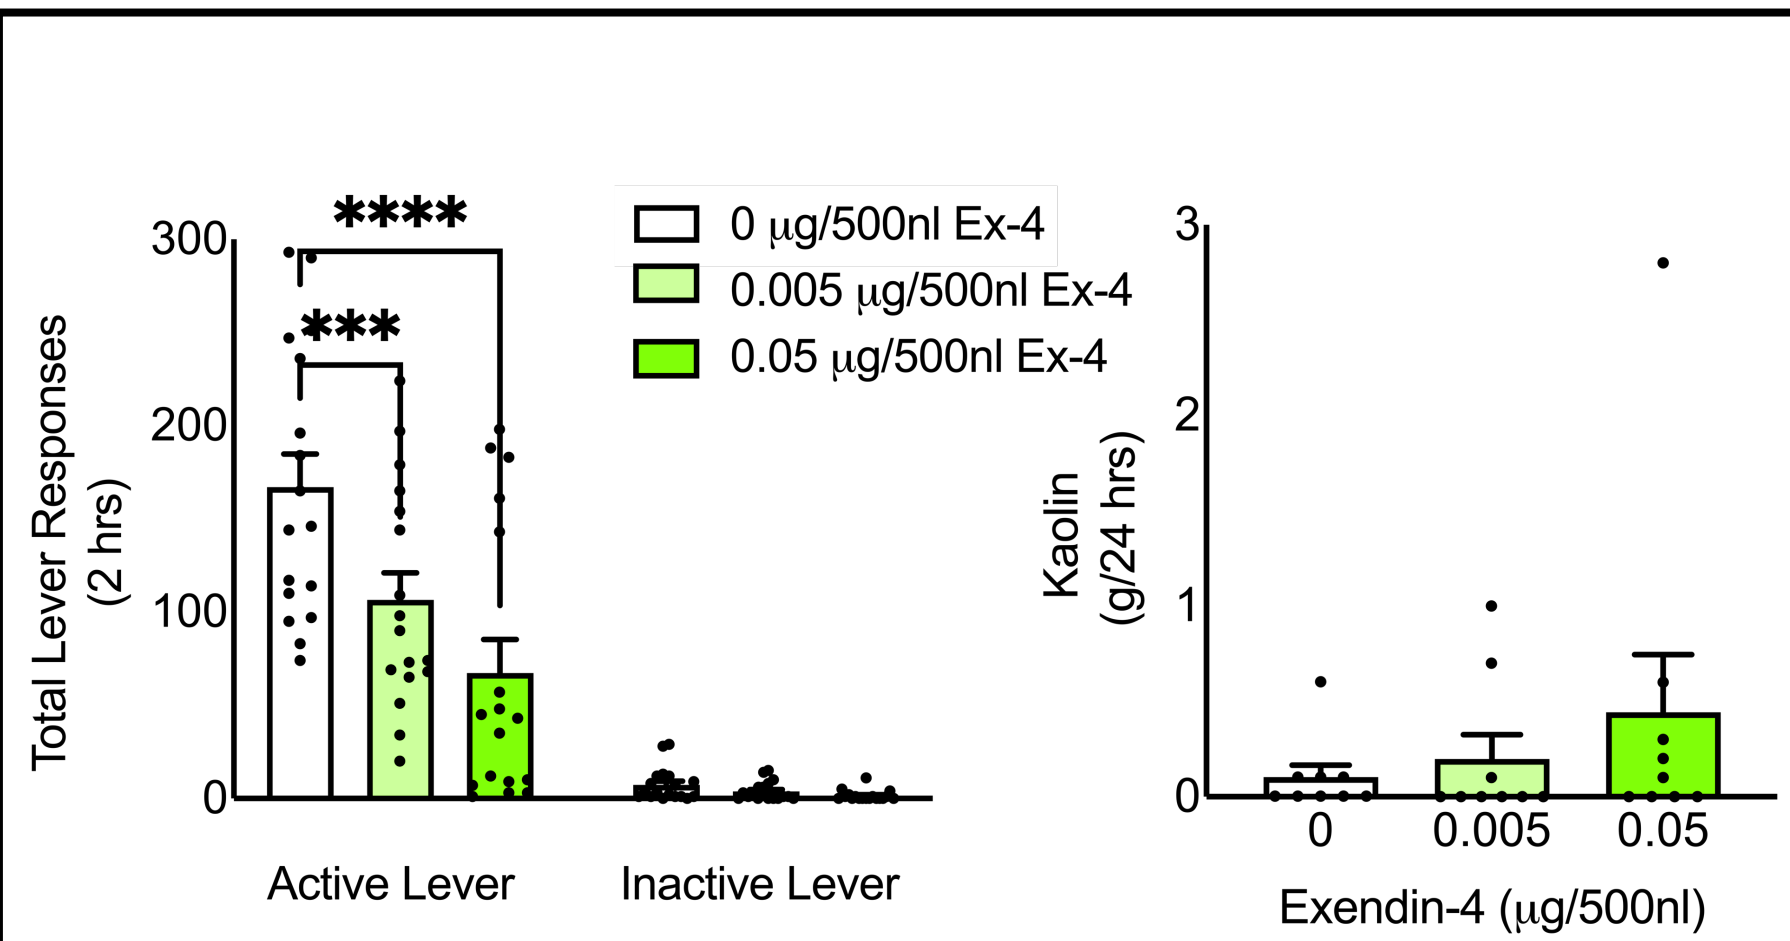 Total Lever Responses
(2 hrs)
300
200
100
0
****
***
Active Lever
Inactive Lever
0 μg/500nl Ex-4
0.005 μg/500nl Ex-4
0.05 μg/500nl Ex-4
Kaolin
(g/24 hrs)
3
2
1
0
0
0.005
0.05
Exendin-4 (μg/500nl)